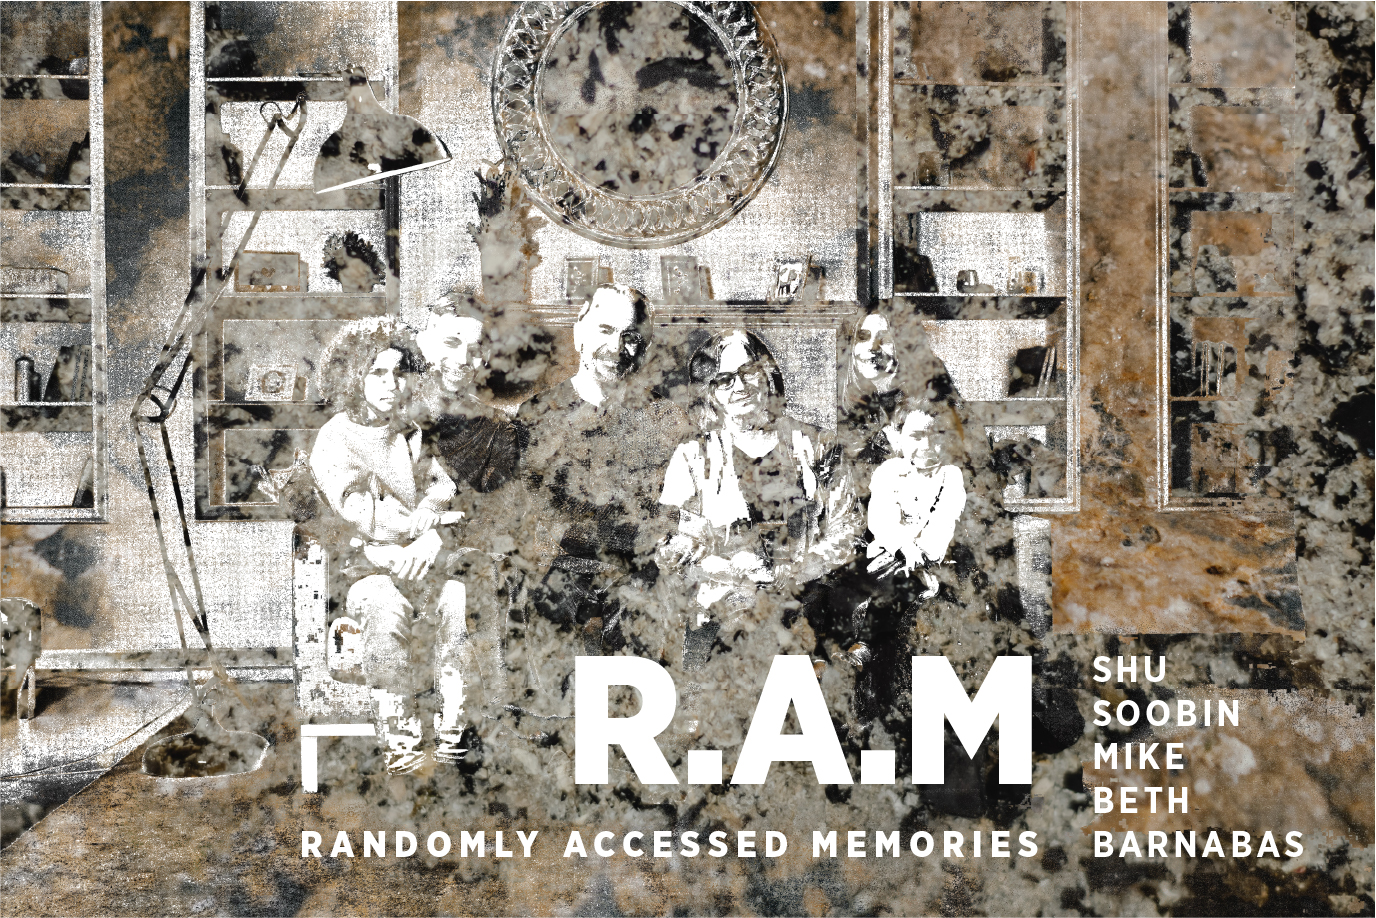 R.A.M
RANDOMLY ACCESSED MEMORIES
SHU
SOOBIN
MIKE
BETH
BARNABAS